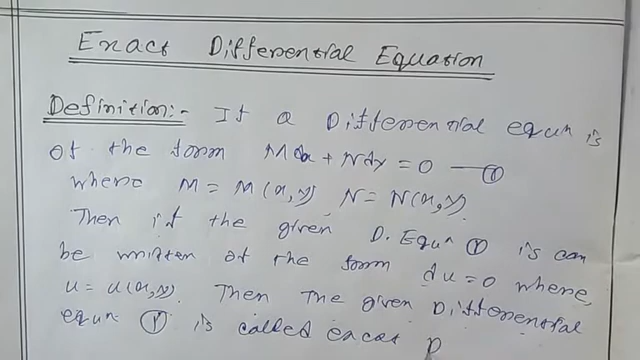 Exact Differential Equation
Definition:- If a Differential equn is
of the form Mdx + Ndy = 0 — ①
where M = M(x,y) N = N(x,y).
Then if the given D. Equn ① is can
be written of the form du = 0 where,
u = u(x,y). Then the given Differential
equn ① is called exact D